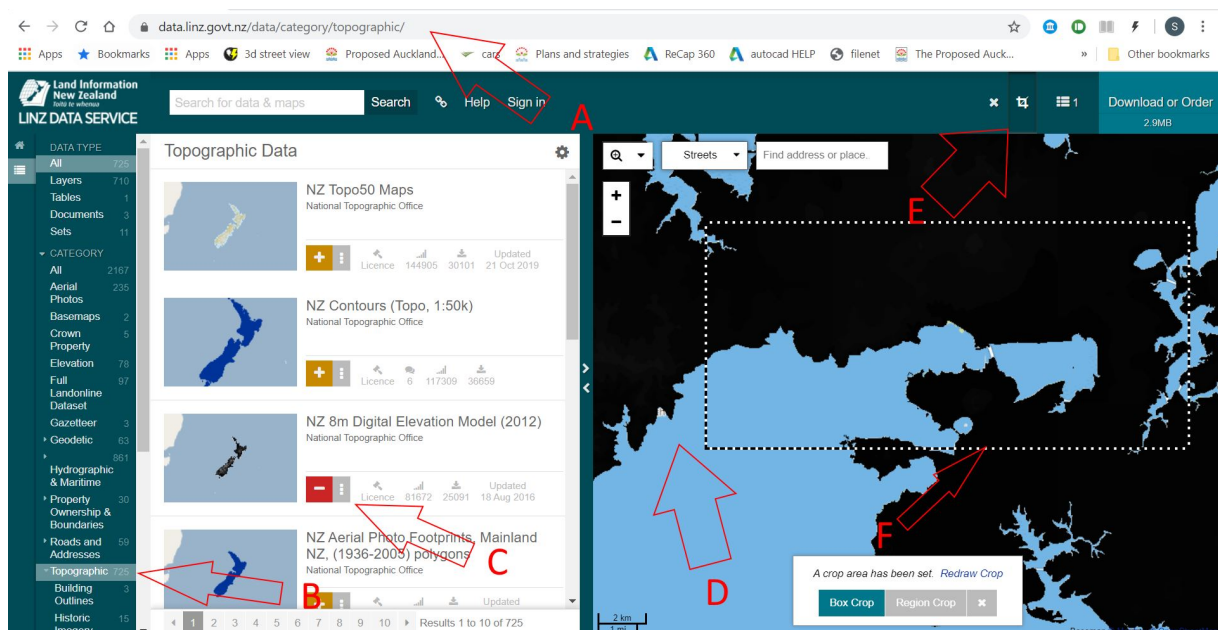 data.linz.govt.nz/data/category/topographic/
S
Apps
Bookmarks
Apps
3d street view
Proposed Auckland...
cars
Plans and strategies
ReCap 360
autocad HELP
filenet
The Proposed Auck...
»
Other bookmarks
Land Information
New Zealand
Toitū te whenua
LINZ DATA SERVICE
Search for data & maps
Search
Help
Sign in
A
1
Download or Order
2.9MB
DATA TYPE
All 725
Layers 710
Tables 1
Documents 3
Sets 11
CATEGORY
All 2167
Aerial 235
Photos
Basemaps 2
Crown 5
Property
Elevation 78
Full 97
Landonline
Dataset
Gazetteer 3
Geodetic 63
861
Hydrographic
& Maritime
Property 30
Ownership &
Boundaries
Roads and 59
Addresses
Topographic 725
Building 3
Outlines
Historic 15
Topographic Data
NZ Topo50 Maps
National Topographic Office
Updated
Licence 144905 30101 21 Oct 2019
NZ Contours (Topo, 1:50k)
National Topographic Office
Licence 6 117309 36659
NZ 8m Digital Elevation Model (2012)
National Topographic Office
Updated
Licence 81672 25091 18 Aug 2016
C
NZ Aerial Photo Footprints, Mainland
NZ, (1936-2005) polygons
National Topographic Office
B
Updated
1 2 3 4 5 6 7 8 9 10 Results 1 to 10 of 725
Streets
Find address or place..
+
−
E
F
D
A crop area has been set. Redraw Crop
Box Crop
Region Crop
2 km
1 mi